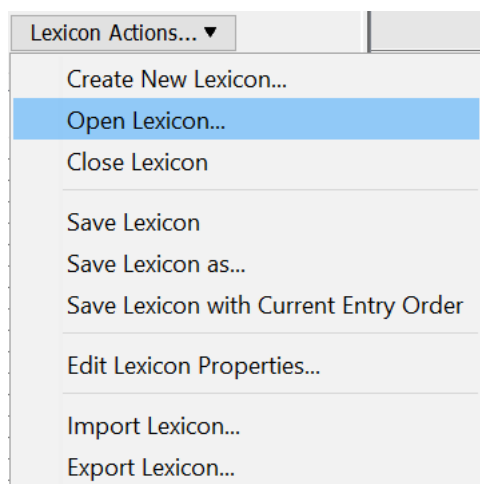 Lexicon Actions... ▼
Create New Lexicon...
Open Lexicon...
Close Lexicon
Save Lexicon
Save Lexicon as...
Save Lexicon with Current Entry Order
Edit Lexicon Properties...
Import Lexicon...
Export Lexicon...